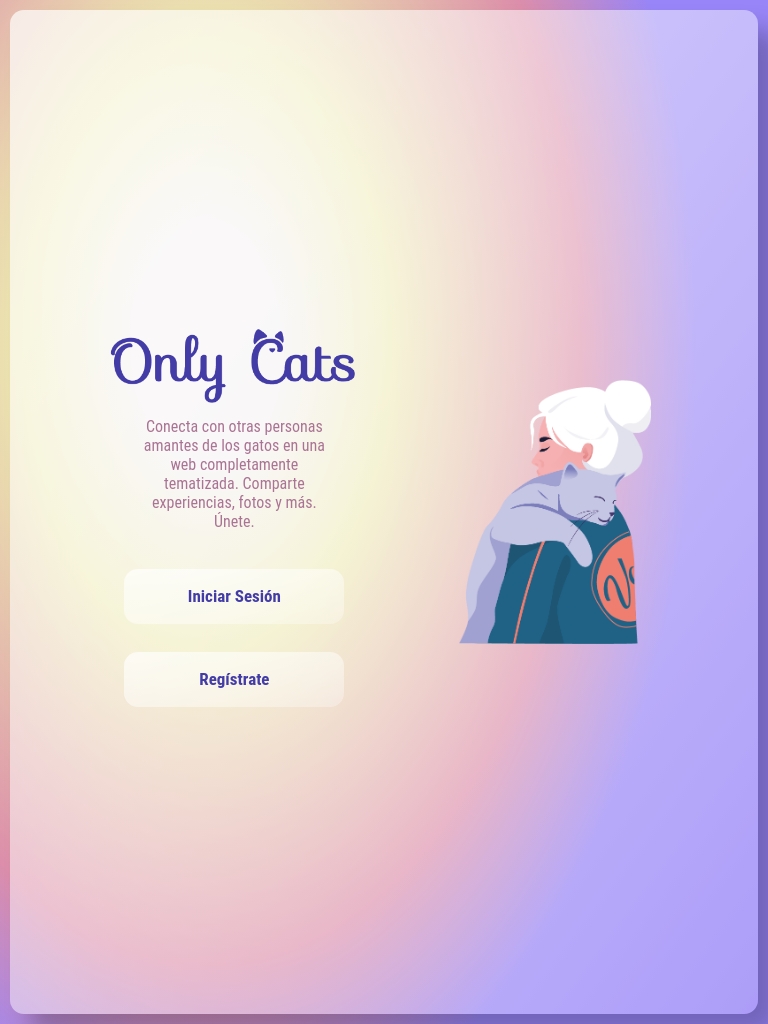 Only Cats
Conecta con otras personas
amantes de los gatos en una
web completamente
tematizada. Comparte
experiencias, fotos y más.
Únete.
Iniciar Sesión
Regístrate